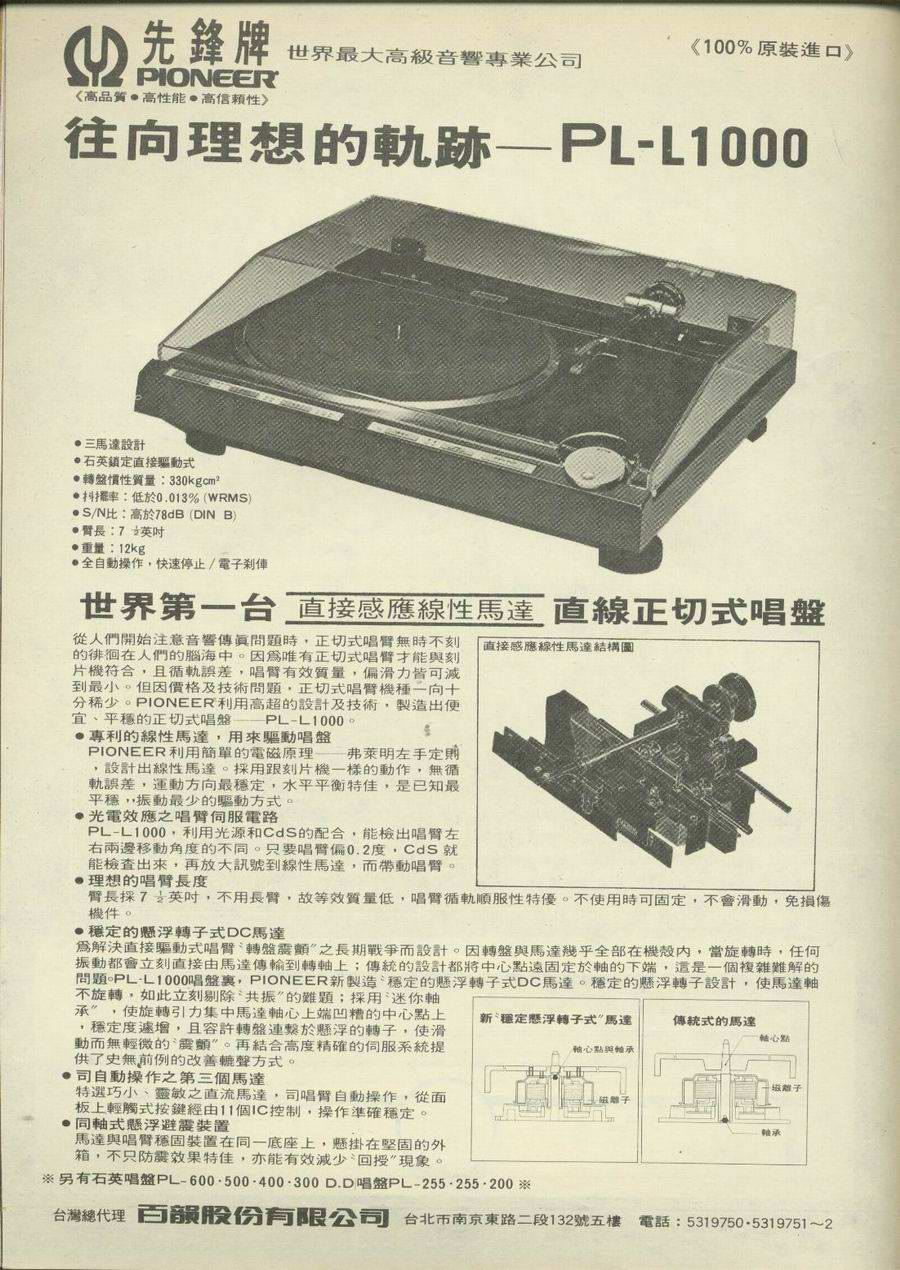 先鋒牌
PIONEER
世界最大高級音響專業公司
《100%原裝進口》
《高品質●高性能●高信賴性》
往向理想的軌跡—PL-L1000
●三馬達設計
●石英鎖定直接驅動式
●轉盤慣性質量：330kgcm²
●抖擺率：低於0.013%(WRMS)
●S/N比：高於78dB(DIN B)
●臂長：7 ½英吋
●重量：12kg
●全自動操作，快速停止/電子刹俥
世界第一台 直接感應線性馬達 直線正切式唱盤
從人們開始注意音響傳眞問題時，正切式唱臂無時不刻
的徘徊在人們的腦海中。因爲唯有正切式唱臂才能與刻
片機符合，且循軌誤差，唱臂有效質量，偏滑力皆可減
到最小。但因價格及技術問題，正切式唱臂機種一向十
分稀少。PIONEER利用高超的設計及技術，製造出便
宜、平穩的正切式唱盤——PL-L1000。
●專利的線性馬達，用來驅動唱盤
PIONEER利用簡單的電磁原理——弗萊明左手定則
，設計出線性馬達。採用跟刻片機一樣的動作，無循
軌誤差，運動方向最穩定，水平平衡特佳，是已知最
平穩，振動最少的驅動方式。
●光電效應之唱臂伺服電路
PL-L1000，利用光源和CdS的配合，能檢出唱臂左
右兩邊移動角度的不同。只要唱臂偏0.2度，CdS就
能檢査出來，再放大訊號到線性馬達，而帶動唱臂。
直接感應線性馬達結構圖
●理想的唱臂長度
臂長採7 ½英吋，不用長臂，故等效質量低，唱臂循軌順服性特優。不使用時可固定，不會滑動，免損傷
機件。
●穩定的懸浮轉子式DC馬達
爲解決直接驅動式唱臂〝轉盤震顫〞之長期戰爭而設計。因轉盤與馬達幾乎全部在機殼內，當旋轉時，任何
振動都會立刻直接由馬達傳輸到轉軸上；傳統的設計都將中心點遠固定於軸的下端，這是一個複雜難解的
問題。PL-L1000唱盤裏，PIONEER新製造〝穩定的懸浮轉子式DC馬達。穩定的懸浮轉子設計，使馬達軸
不旋轉，如此立刻剔除〝共振〞的難題；採用〝迷你軸
承〞，使旋轉引力集中馬達軸心上端凹槽的中心點上
，穩定度遽增，且容許轉盤連繫於懸浮的轉子，使滑
動而無輕微的〝震顫〞。再結合高度精確的伺服系統提
供了史無前例的改善轆聲方式。
●司自動操作之第三個馬達
特選巧小、靈敏之直流馬達，司唱臂自動操作，從面
板上輕觸式按鍵經由11個IC控制，操作準確穩定。
●同軸式懸浮避震裝置
馬達與唱臂穩固裝置在同一底座上，懸掛在堅固的外
箱，不只防震效果特佳，亦能有效減少〝回授〞現象。
新〝穩定懸浮轉子式〞馬達
軸心點與軸承
磁離子
傳統式的馬達
軸心點
磁離子
軸承
※另有石英唱盤PL-600·500·400·300 D.D唱盤PL-255·255·200※
台灣總代理 百韻股份有限公司 台北市南京東路二段132號五樓 電話：5319750·5319751～2